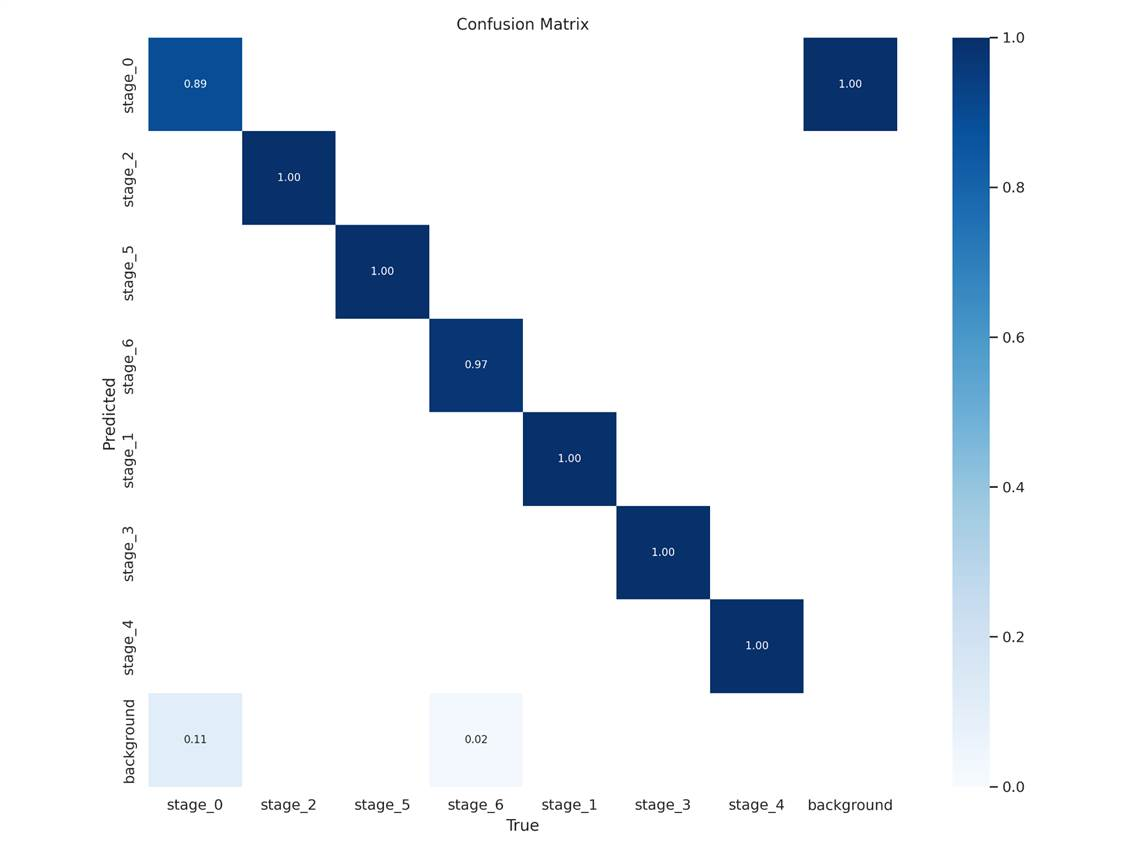 Confusion Matrix
stage_0
0.89
1.00
stage_2
1.00
stage_5
1.00
stage_6
0.97
stage_1
1.00
stage_3
1.00
stage_4
1.00
background
0.11
0.02
Predicted
stage_0 stage_2 stage_5 stage_6 stage_1 stage_3 stage_4 background
True
1.0
0.8
0.6
0.4
0.2
0.0